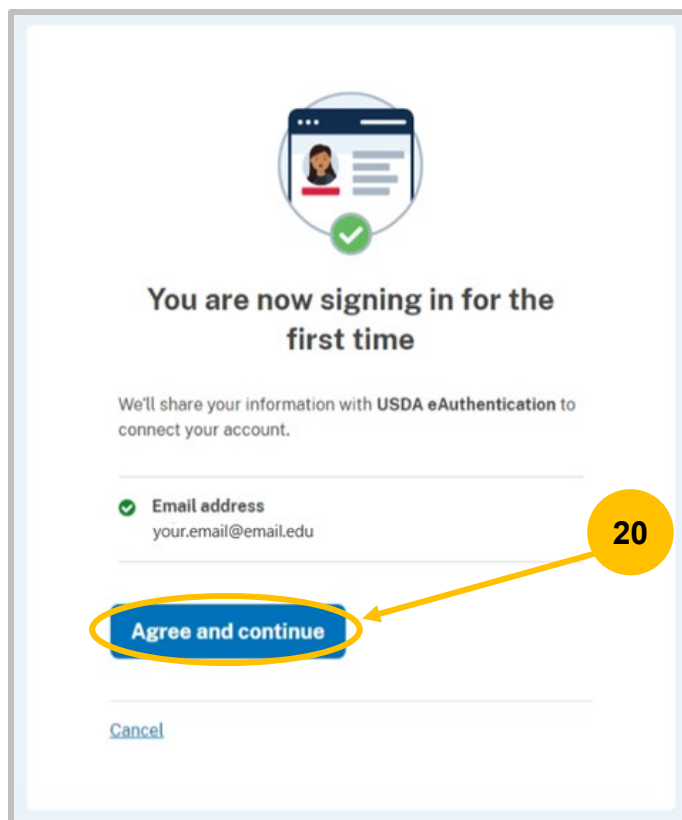 You are now signing in for the
first time
We'll share your information with USDA eAuthentication to
connect your account.
Email address
your.email@email.edu
20
Agree and continue
Cancel